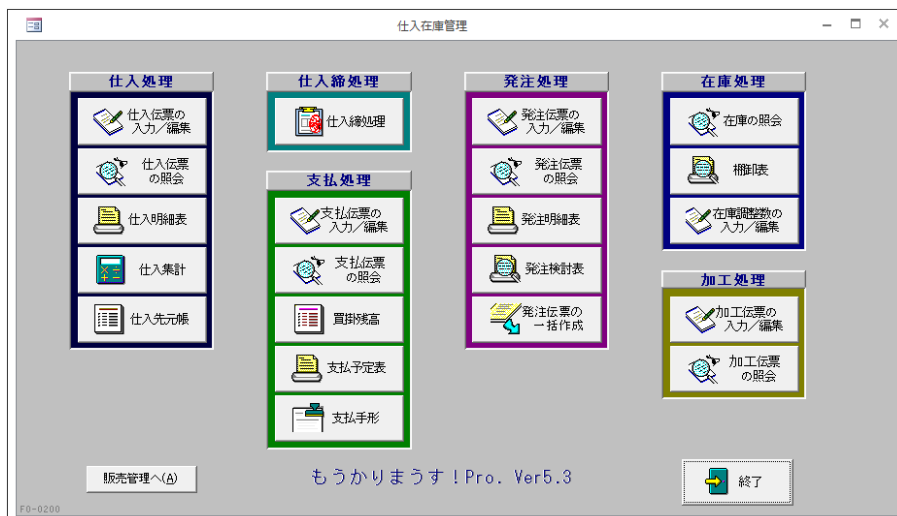 仕入在庫管理
仕入処理
仕入伝票の
入力／編集
仕入伝票
の照会
仕入明細表
仕入集計
仕入先元帳
仕入締処理
仕入締処理
支払処理
支払伝票の
入力／編集
支払伝票
の照会
買掛残高
支払予定表
支払手形
発注処理
発注伝票の
入力／編集
発注伝票
の照会
発注明細表
発注検討表
発注伝票の
一括作成
在庫処理
在庫の照会
棚卸表
在庫調整数の
入力／編集
加工処理
加工伝票の
入力／編集
加工伝票
の照会
販売管理へ(A)
もうかりまうす！Pro. Ver5.3
終了
F0-0200